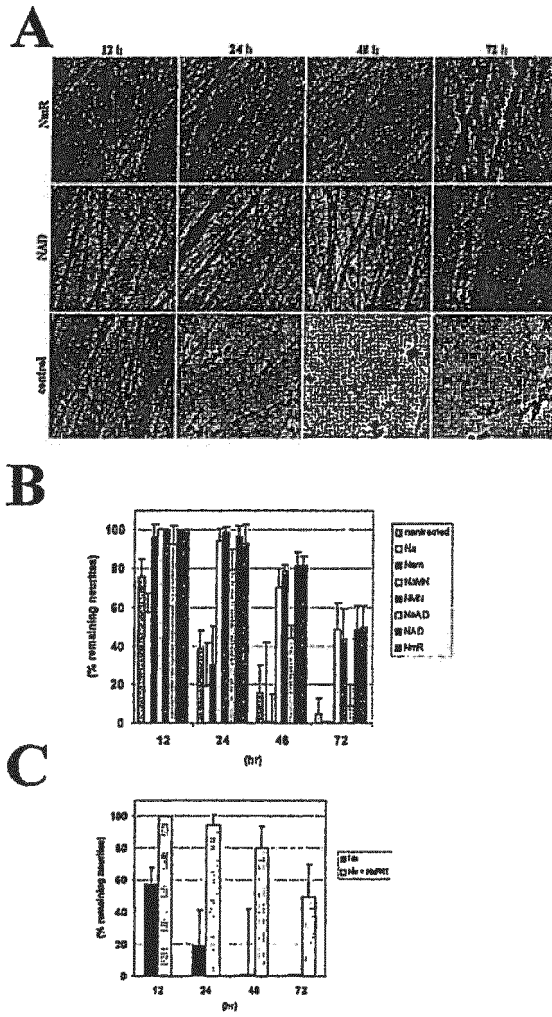 A
12 h 24 h 48 h 72 h
NmR
NAD
control
B
(% remaining neurites)
100
80
60
40
20
0
12 24 48 72
(hr)
nontreated
Na
Nam
NaMN
NMN
NaAD
NAD
NmR
C
(% remaining neurites)
100
80
60
40
20
0
12 24 48 72
(hr)
Na
Na + NaPRT